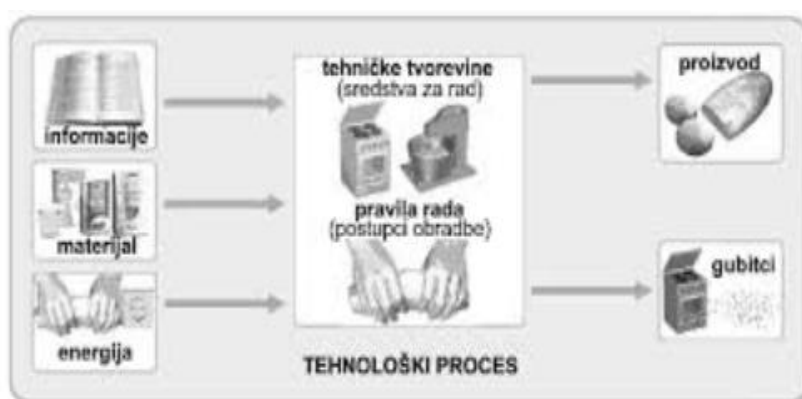 informacije
materijal
energija
tehničke tvorevine
(sredstva za rad)
pravila rada
(postupci obradbe)
TEHNOLOŠKI PROCES
proizvod
gubitci